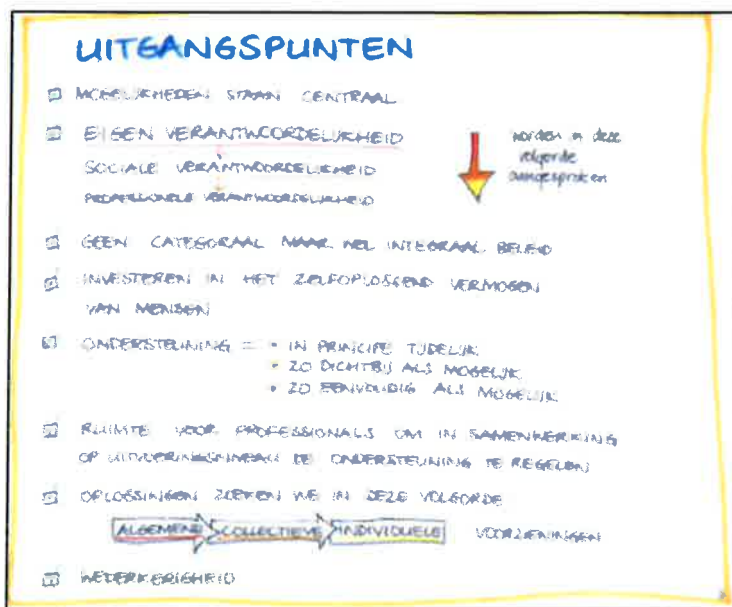 UITGANGSPUNTEN
MOGELIJKHEDEN STAAN CENTRAAL
EIGEN VERANTWOORDELIJKHEID
SOCIALE VERANTWOORDELIJKHEID
PROFESSIONELE VERANTWOORDELIJKHEID
worden in deze
volgorde
aangesproken
GEEN CATEGORAAL MAAR WEL INTEGRAAL BELEID
INVESTEREN IN HET ZELFOPLOSSEND VERMOGEN
VAN MENSEN
ONDERSTEUNING = • IN PRINCIPE TIJDELIJK
• ZO DICHTBIJ ALS MOGELIJK
• ZO EENVOUDIG ALS MOGELIJK
RUIMTE VOOR PROFESSIONALS OM IN SAMENWERKING
OP UITVOERINGSNIVEAU DE ONDERSTEUNING TE REGELEN
OPLOSSINGEN ZOEKEN WE IN DEZE VOLGORDE
ALGEMENE COLLECTIEVE INDIVIDUELE VOORZIENINGEN
WEDERKERIGHEID